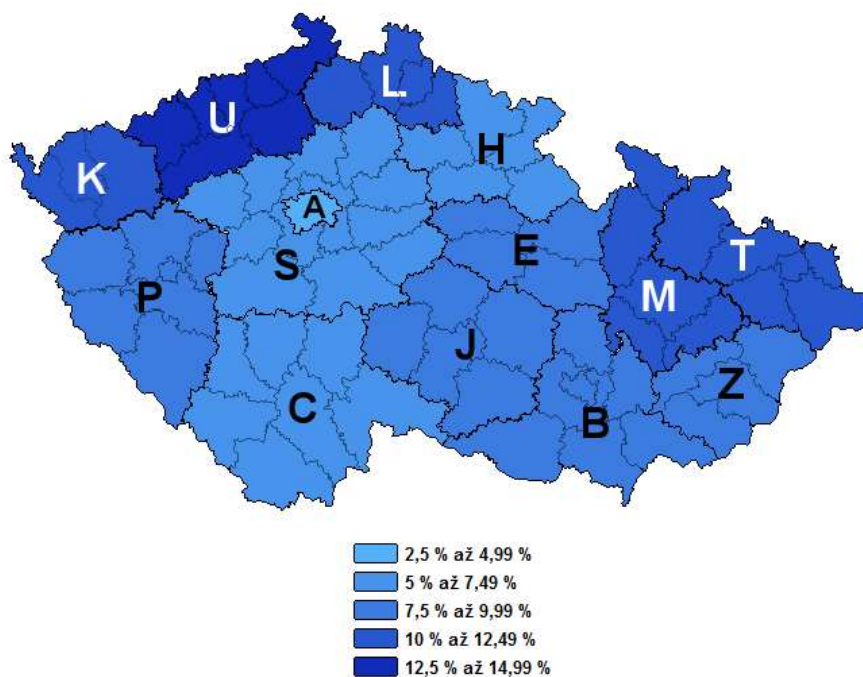 L
U
H
K
A
T
E
S
M
P
J
Z
C
B
2,5 % až 4,99 %
5 % až 7,49 %
7,5 % až 9,99 %
10 % až 12,49 %
12,5 % až 14,99 %